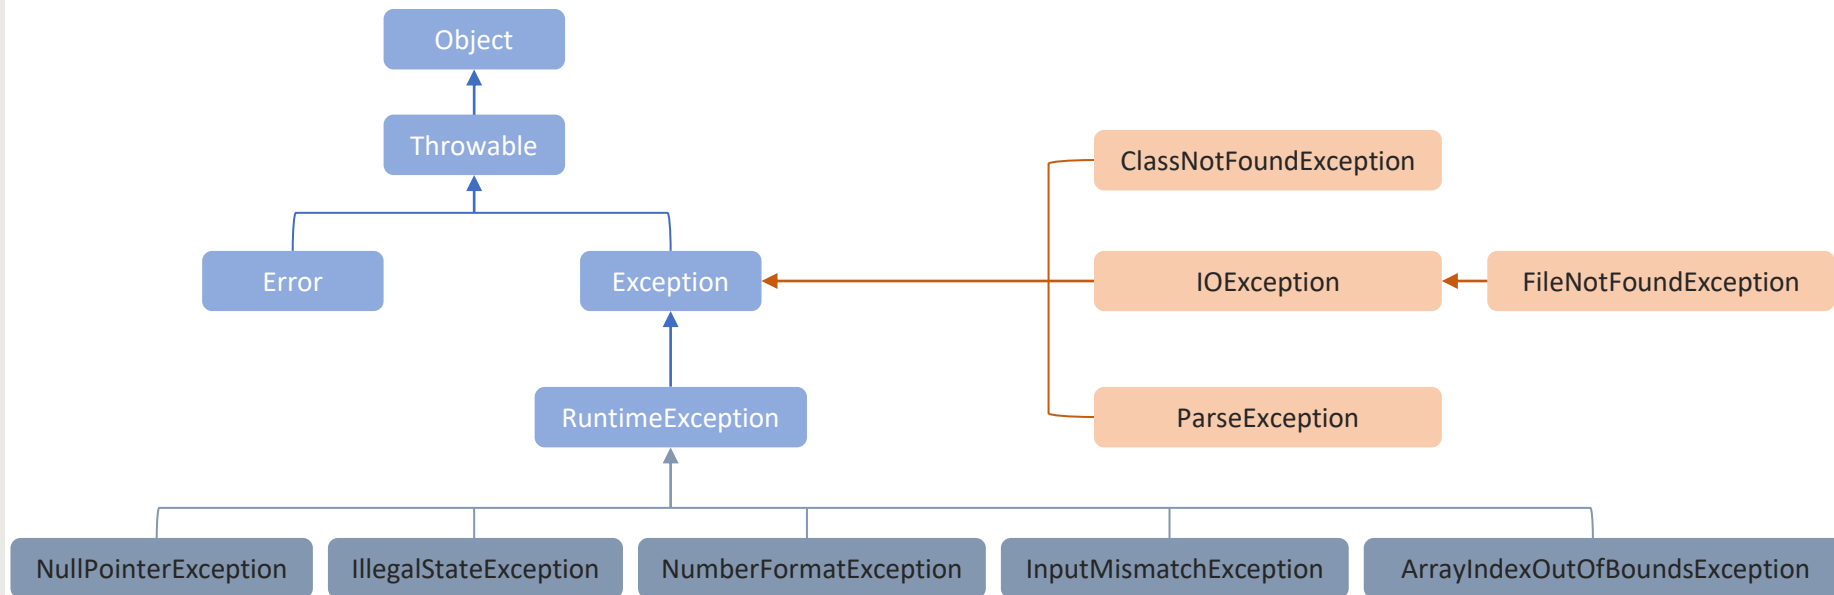 Object
Throwable
ClassNotFoundException
Error
Exception
IOException
FileNotFoundException
RuntimeException
ParseException
NullPointerException
IllegalStateException
NumberFormatException
InputMismatchException
ArrayIndexOutOfBoundsException